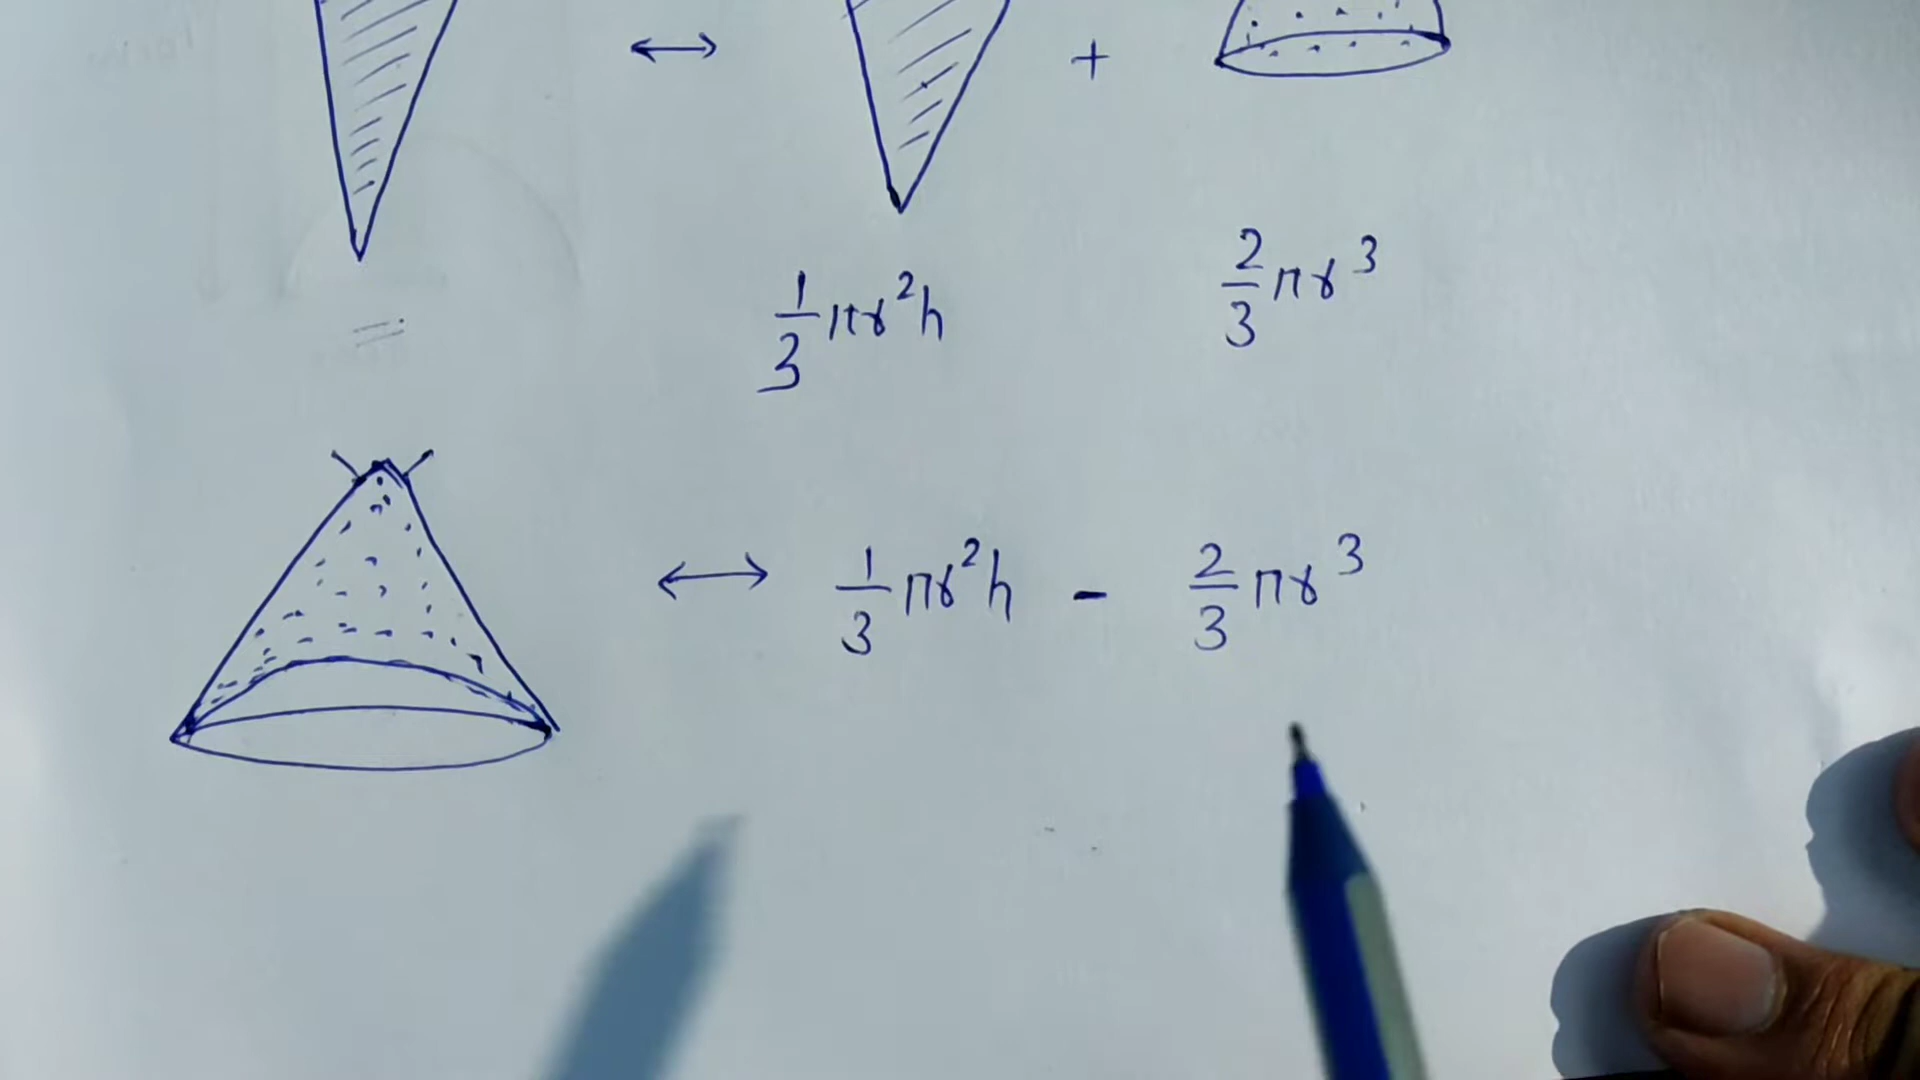 ↔ +
1/3 πr²h 2/3 πr³
=
↔ 1/3 πr²h - 2/3 πr³